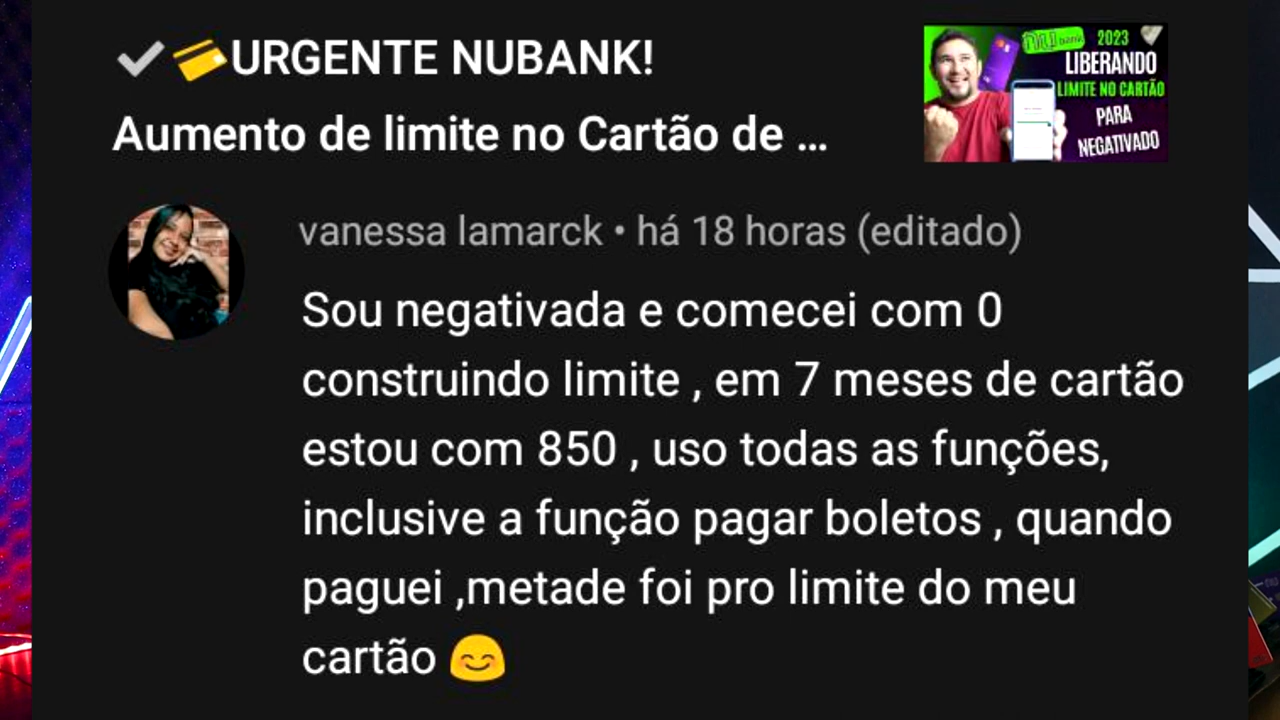 ✔💳URGENTE NUBANK!
Aumento de limite no Cartão de ...
NU bank 2023
LIBERANDO
LIMITE NO CARTÃO
PARA
NEGATIVADO
vanessa lamarck • há 18 horas (editado)
Sou negativada e comecei com 0
construindo limite , em 7 meses de cartão
estou com 850 , uso todas as funções,
inclusive a função pagar boletos , quando
paguei ,metade foi pro limite do meu
cartão 😊